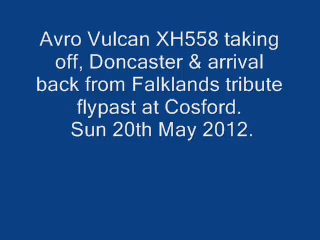 Avro Vulcan XH558 taking
off, Doncaster & arrival
back from Falklands tribute
flypast at Cosford.
Sun 20th May 2012.